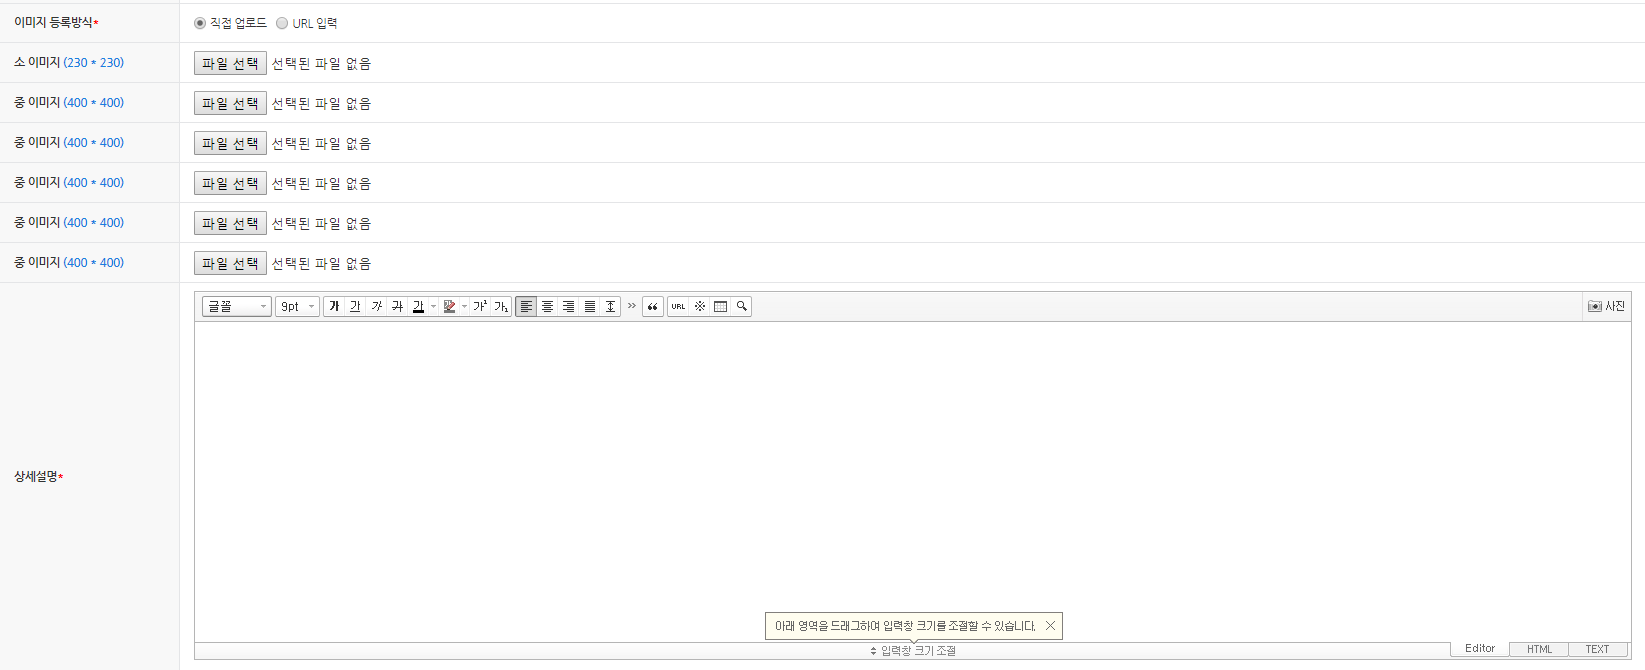 이미지 등록방식* 직접 업로드 URL 입력
소 이미지 (230 * 230) 파일 선택 선택된 파일 없음
중 이미지 (400 * 400) 파일 선택 선택된 파일 없음
중 이미지 (400 * 400) 파일 선택 선택된 파일 없음
중 이미지 (400 * 400) 파일 선택 선택된 파일 없음
중 이미지 (400 * 400) 파일 선택 선택된 파일 없음
중 이미지 (400 * 400) 파일 선택 선택된 파일 없음
글꼴 9pt 가 가 가 가 가 가¹ 가₁ » “ URL ※ 사진
상세설명*
아래 영역을 드래그하여 입력창 크기를 조절할 수 있습니다.
입력창 크기 조절 Editor HTML TEXT